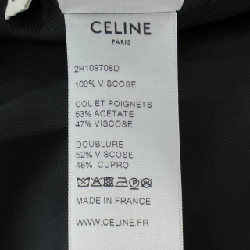 CELINE
PARIS
2R109706D
100% VISCOSE
COL ET POIGNETS
53% ACETATE
47% VISCOSE
DOUBLURE
52% VISCOSE
48% CUPRO
MADE IN FRANCE
WWW.CELINE.FR